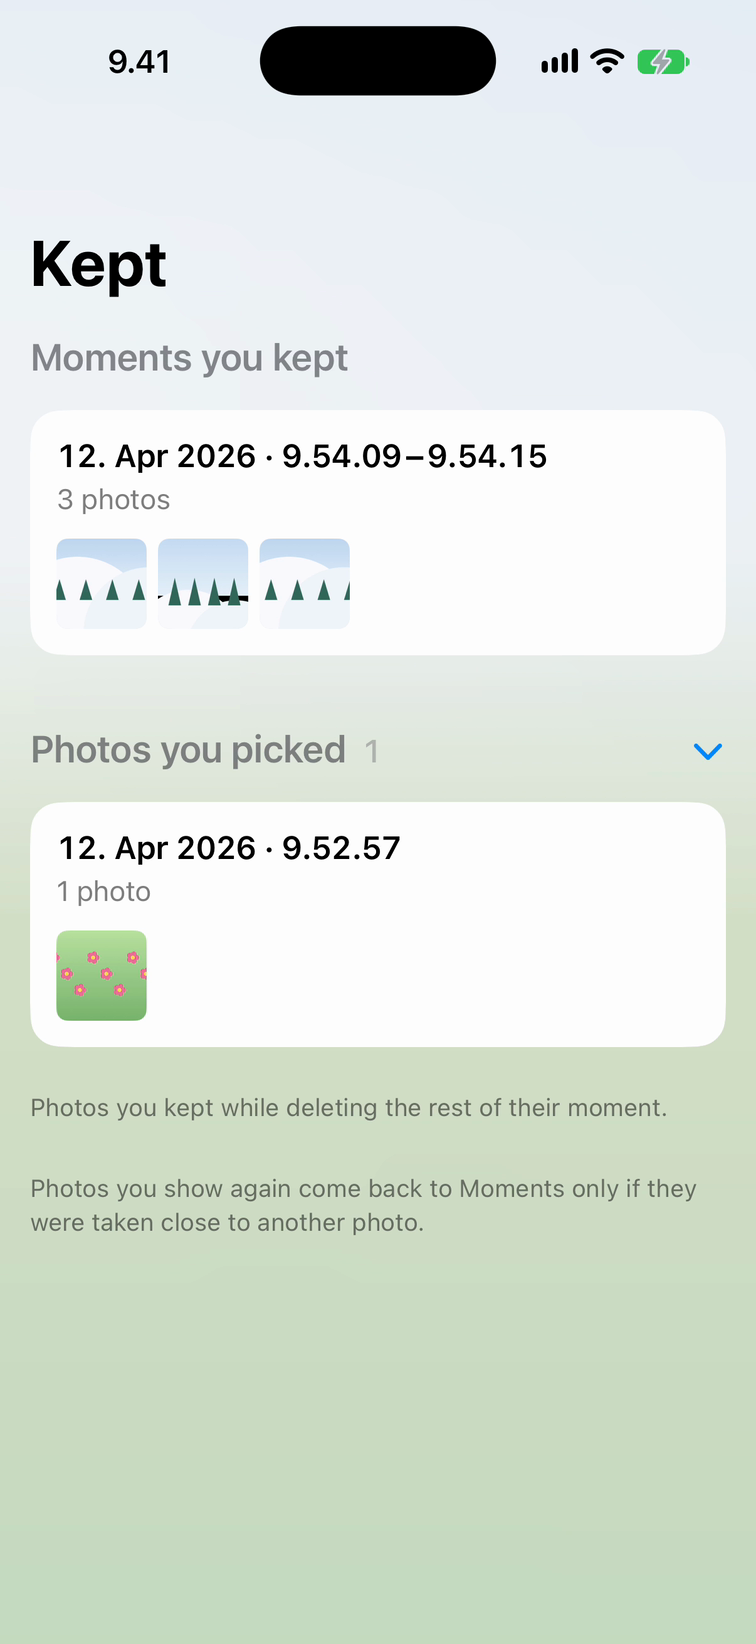 9.41
Kept
Moments you kept
12. Apr 2026 · 9.54.09–9.54.15
3 photos
Photos you picked 1
12. Apr 2026 · 9.52.57
1 photo
Photos you kept while deleting the rest of their moment.
Photos you show again come back to Moments only if they
were taken close to another photo.